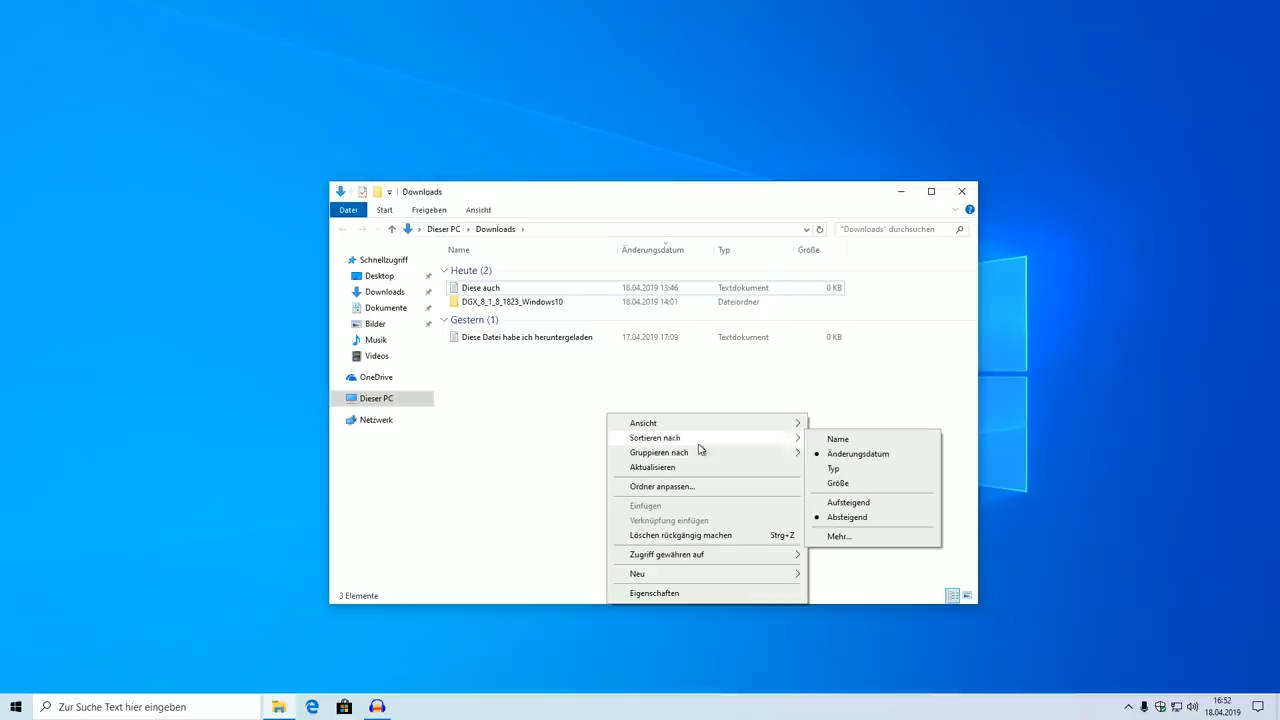 Downloads
Datei Start Freigeben Ansicht
Dieser PC Downloads "Downloads" durchsuchen
Name Änderungsdatum Typ Größe
Schnellzugriff
Desktop
Downloads
Dokumente
Bilder
Musik
Videos
OneDrive
Dieser PC
Netzwerk
Heute (2)
Diese auch 18.04.2019 13:46 Textdokument 0 KB
DGX_8_1_8_1823_Windows10 18.04.2019 14:01 Dateiordner
Gestern (1)
Diese Datei habe ich heruntergeladen 17.04.2019 17:09 Textdokument 0 KB
Ansicht
Sortieren nach
Gruppieren nach
Aktualisieren
Ordner anpassen...
Einfügen
Verknüpfung einfügen
Löschen rückgängig machen Strg+Z
Zugriff gewähren auf
Neu
Eigenschaften
Name
Änderungsdatum
Typ
Größe
Aufsteigend
Absteigend
Mehr...
3 Elemente
Zur Suche Text hier eingeben
16:52
18.04.2019